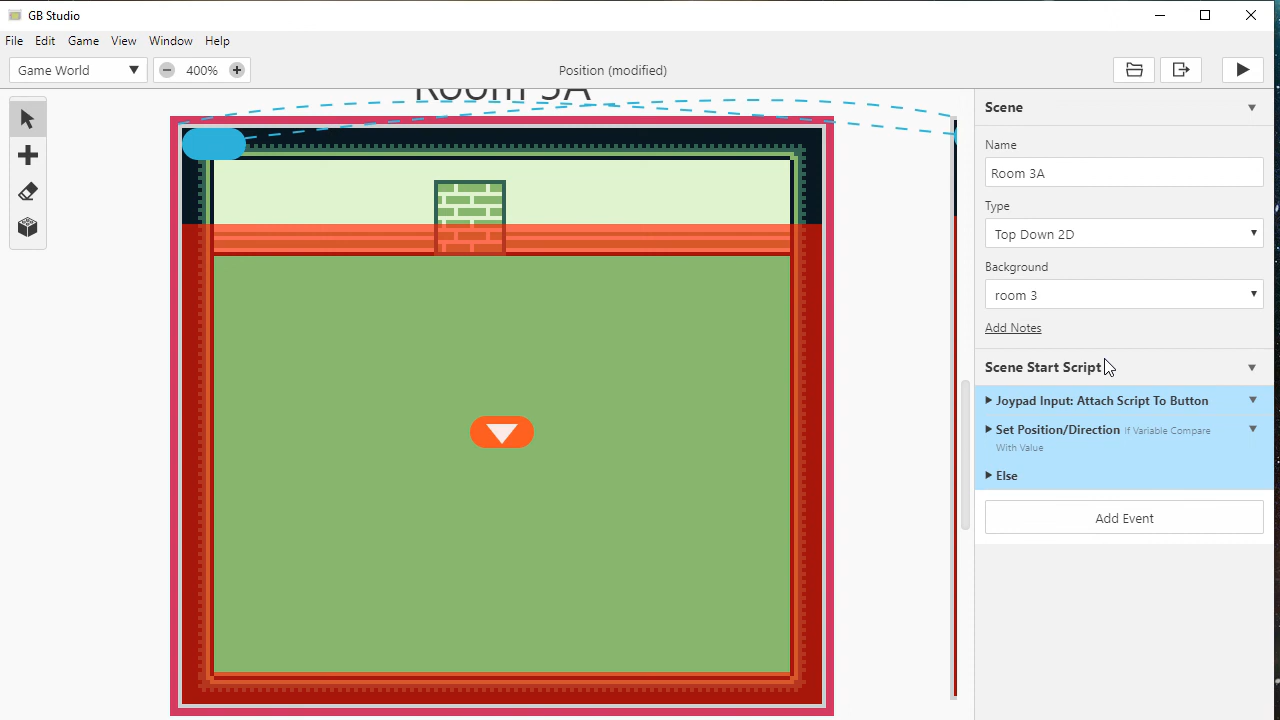 GB Studio
File Edit Game View Window Help
Game World
400%
Position (modified)
Room 3A
Scene
Name
Room 3A
Type
Top Down 2D
Background
room 3
Add Notes
Scene Start Script
Joypad Input: Attach Script To Button
Set Position/Direction If Variable Compare
With Value
Else
Add Event